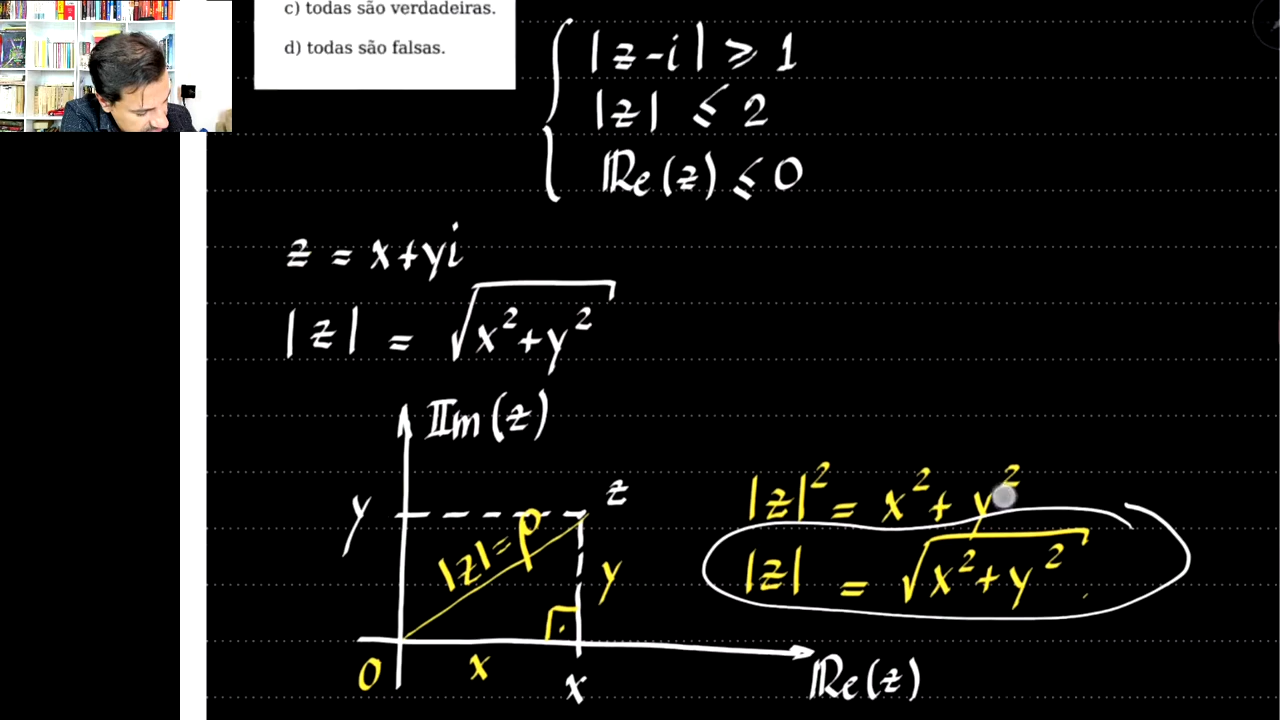 c) todas são verdadeiras.
d) todas são falsas.
|z-i| ⩾ 1
|z| ⩽ 2
Re(z) ⩽ 0
z = x+yi
|z| = √x²+y²
Im(z)
y
z
|z|=ρ
y
0
x
x
Re(z)
|z|² = x²+ y²
|z| = √x²+y²